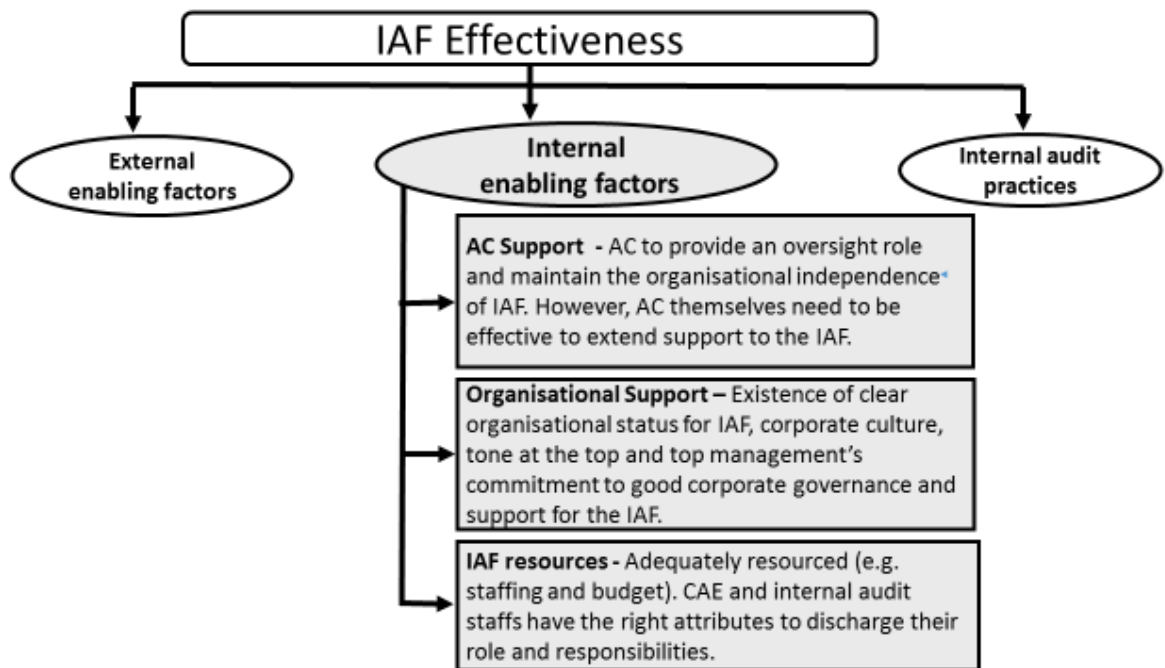 IAF Effectiveness
External
enabling factors
Internal
enabling factors
Internal audit
practices
AC Support - AC to provide an oversight role
and maintain the organisational independence
of IAF. However, AC themselves need to be
effective to extend support to the IAF.
Organisational Support – Existence of clear
organisational status for IAF, corporate culture,
tone at the top and top management’s
commitment to good corporate governance and
support for the IAF.
IAF resources - Adequately resourced (e.g.
staffing and budget). CAE and internal audit
staffs have the right attributes to discharge their
role and responsibilities.